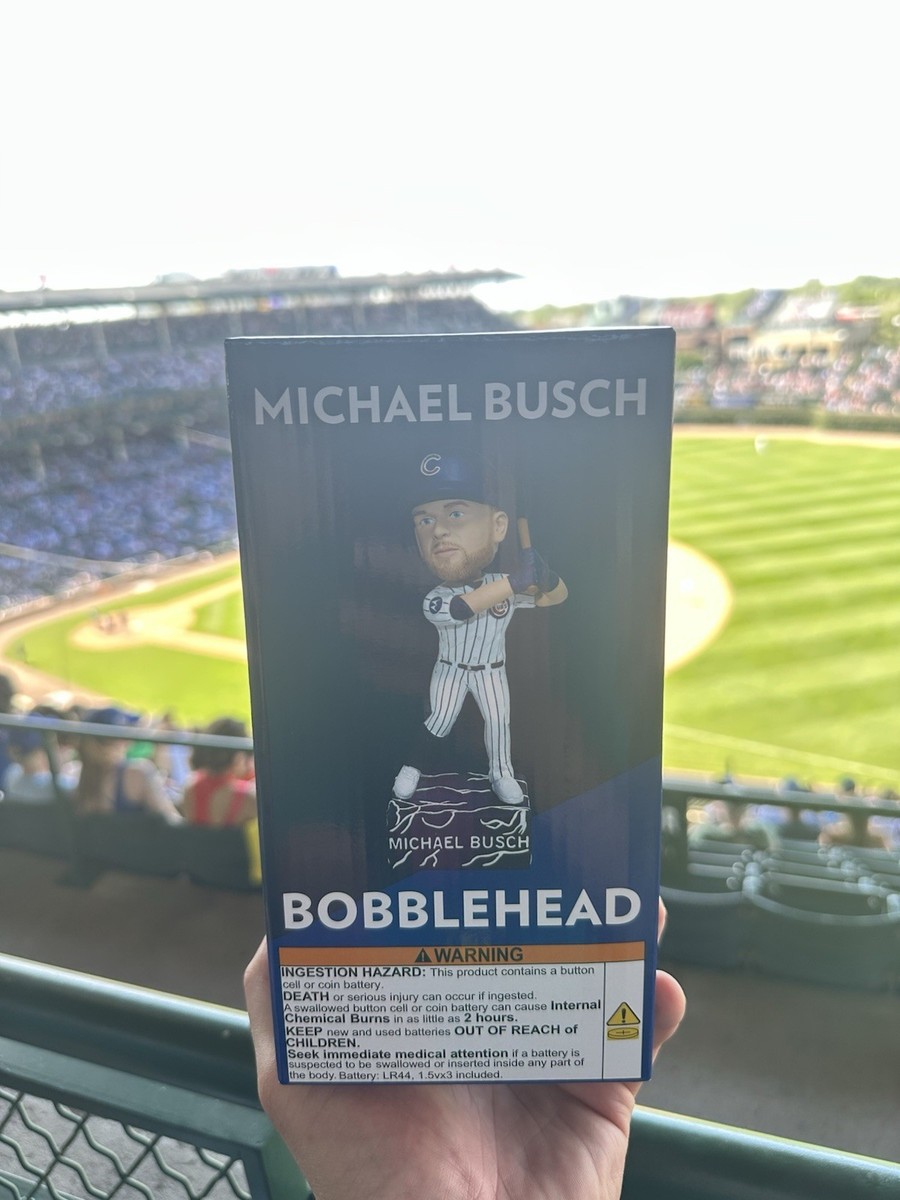 MICHAEL BUSCH
C
MICHAEL BUSCH
BOBBLEHEAD
WARNING
INGESTION HAZARD: This product contains a button
cell or coin battery.
DEATH or serious injury can occur if ingested.
A swallowed button cell or coin battery can cause Internal
Chemical Burns in as little as 2 hours.
KEEP new and used batteries OUT OF REACH of
CHILDREN.
Seek immediate medical attention if a battery is
suspected to be swallowed or inserted inside any part of
the body. Battery: LR44, 1.5vx3 included.